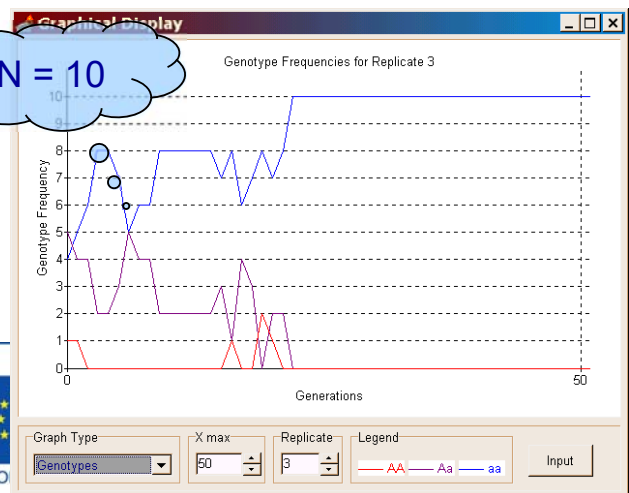 Graphical Display
N = 10
Genotype Frequencies for Replicate 3
Genotype Frequency
10
9
8
7
6
5
4
3
2
1
0
0
50
Generations
Graph Type
X max
Replicate
Legend
Genotypes
50
3
AA
Aa
aa
Input